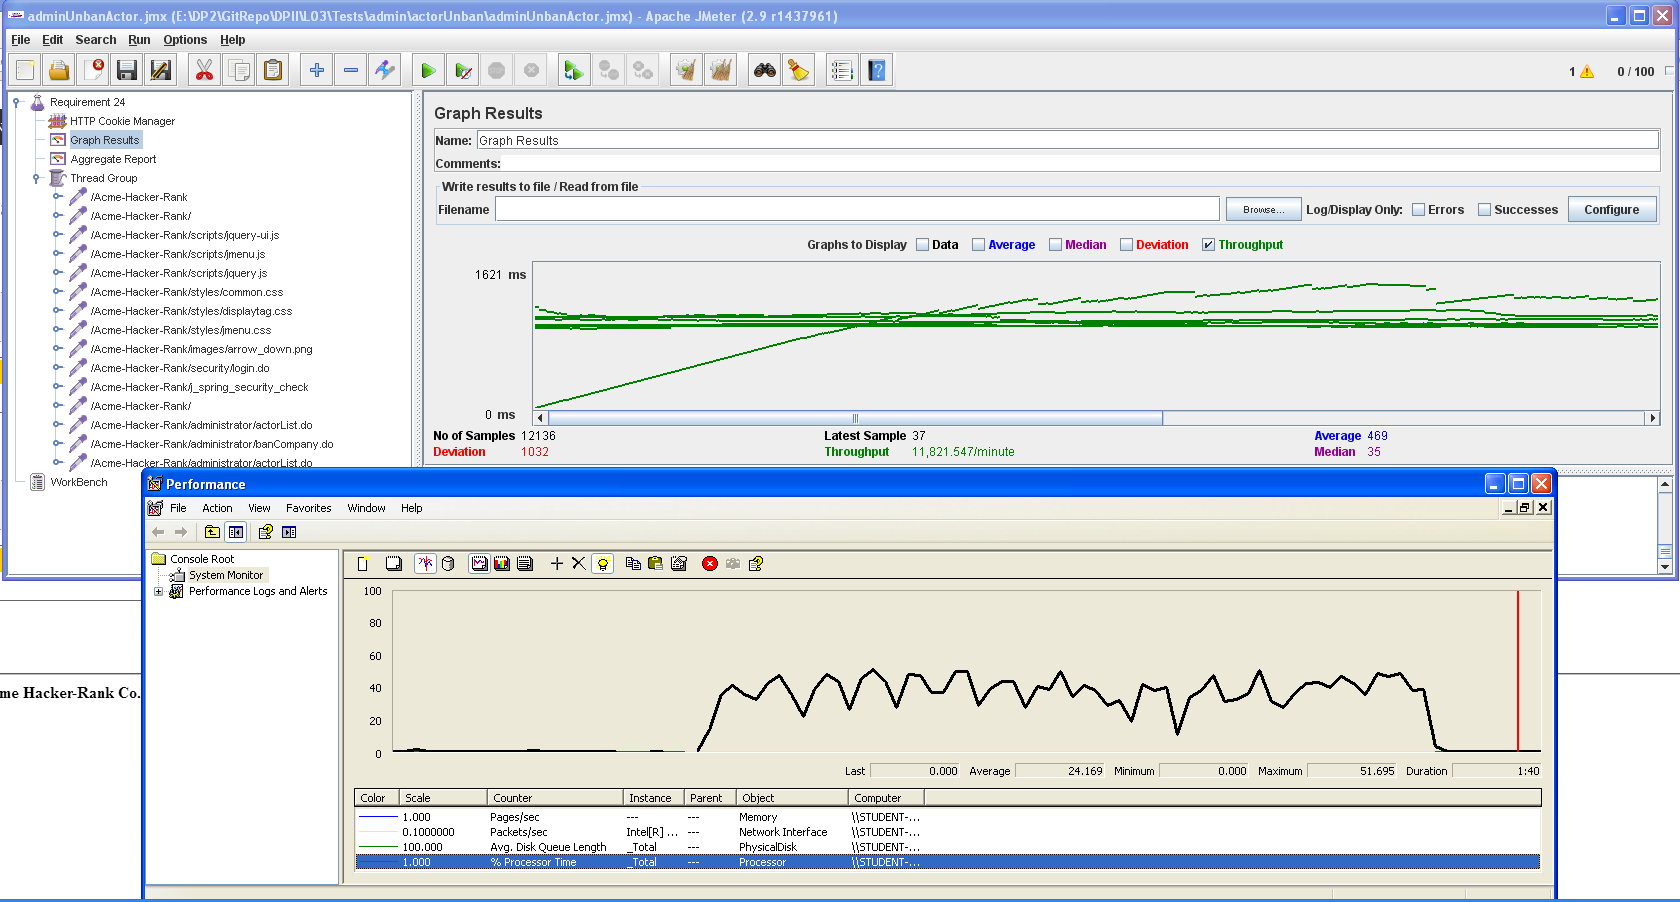 adminUnbanActor.jmx (E:\DP2\GitRepo\DPII\L03\Tests\admin\actorUnban\adminUnbanActor.jmx) - Apache JMeter (2.9 r1437961)
File Edit Search Run Options Help
1 0 / 100
Requirement 24
HTTP Cookie Manager
Graph Results
Aggregate Report
Thread Group
/Acme-Hacker-Rank
/Acme-Hacker-Rank/
/Acme-Hacker-Rank/scripts/jquery-ui.js
/Acme-Hacker-Rank/scripts/jmenu.js
/Acme-Hacker-Rank/scripts/jquery.js
/Acme-Hacker-Rank/styles/common.css
/Acme-Hacker-Rank/styles/displaytag.css
/Acme-Hacker-Rank/styles/jmenu.css
/Acme-Hacker-Rank/images/arrow_down.png
/Acme-Hacker-Rank/security/login.do
/Acme-Hacker-Rank/j_spring_security_check
/Acme-Hacker-Rank/
/Acme-Hacker-Rank/administrator/actorList.do
/Acme-Hacker-Rank/administrator/banCompany.do
/Acme-Hacker-Rank/administrator/actorList.do
WorkBench
Graph Results
Name: Graph Results
Comments:
Write results to file / Read from file
Filename Browse... Log/Display Only: Errors Successes Configure
Graphs to Display Data Average Median Deviation Throughput
1621 ms
0 ms
No of Samples 12136 Latest Sample 37 Average 469
Deviation 1032 Throughput 11,821.547/minute Median 35
me Hacker-Rank Co.
Performance
File Action View Favorites Window Help
Console Root
System Monitor
Performance Logs and Alerts
100
80
60
40
20
0
Last 0.000 Average 24.169 Minimum 0.000 Maximum 51.695 Duration 1:40
Color Scale Counter Instance Parent Object Computer
1.000 Pages/sec --- --- Memory \\STUDENT-...
0.1000000 Packets/sec Intel[R] ... --- Network Interface \\STUDENT-...
100.000 Avg. Disk Queue Length _Total --- PhysicalDisk \\STUDENT-...
1.000 % Processor Time _Total --- Processor \\STUDENT-...